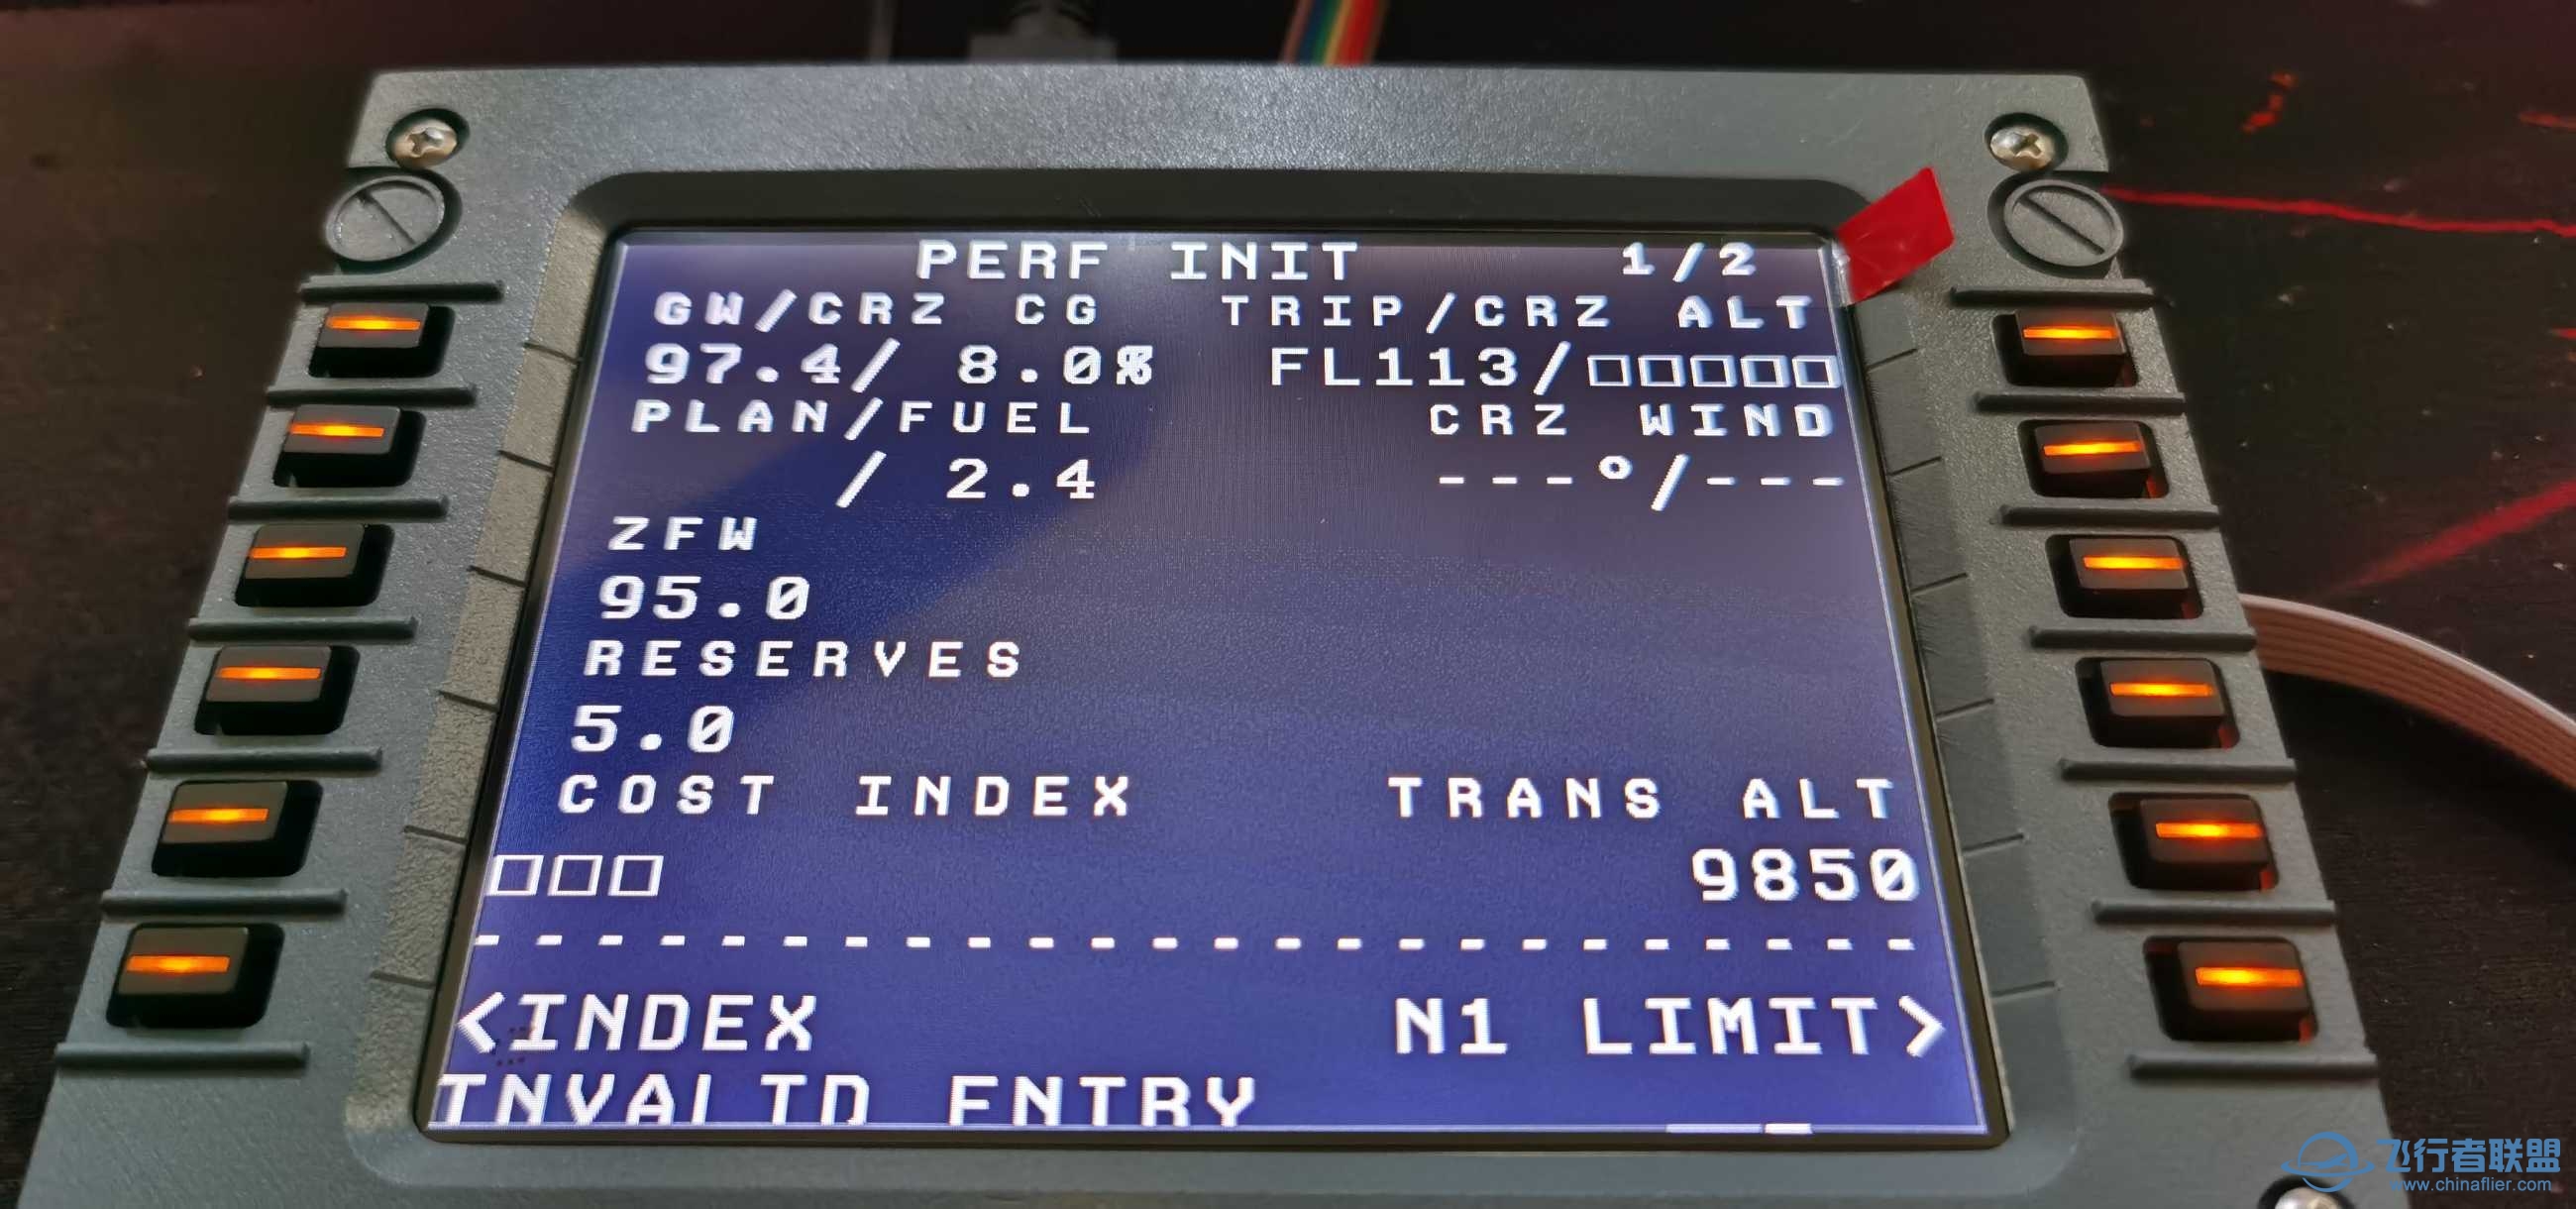 PERF INIT 1/2
GW/CRZ CG TRIP/CRZ ALT
97.4/ 8.0% FL113/□□□□□
PLAN/FUEL CRZ WIND
/ 2.4 ---°/---
ZFW
95.0
RESERVES
5.0
COST INDEX TRANS ALT
□□□ 9850
------------------------
<INDEX N1 LIMIT>
INVALID ENTRY
飞行者联盟
www.chinaflier.com